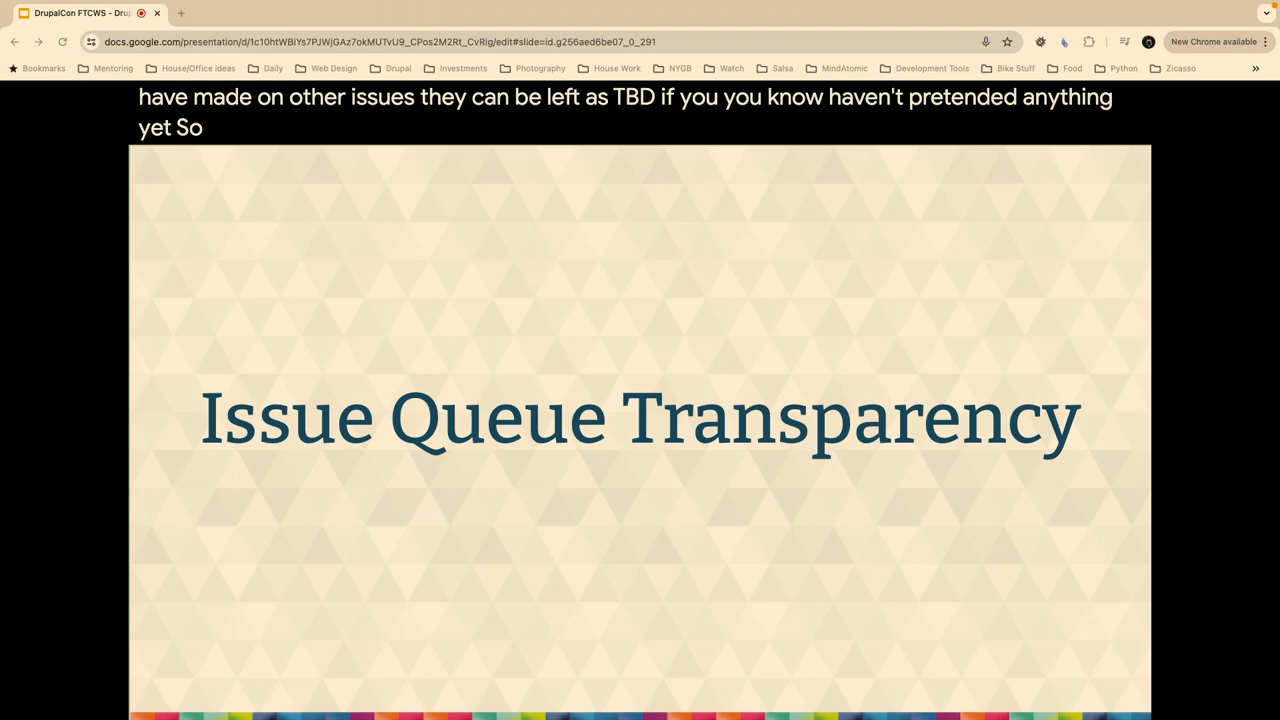 DrupalCon FTCWS - Drup
docs.google.com/presentation/d/1c10htWBiYs7PJWjGAz7okMUTvU9_CPos2M2Rt_CvRig/edit#slide=id.g256aed6be07_0_291
New Chrome available
Bookmarks Mentoring House/Office ideas Daily Web Design Drupal Investments Photography House Work NYGB Watch Salsa MindAtomic Development Tools Bike Stuff Food Python Zicasso
have made on other issues they can be left as TBD if you you know haven't pretended anything
yet So
Issue Queue Transparency